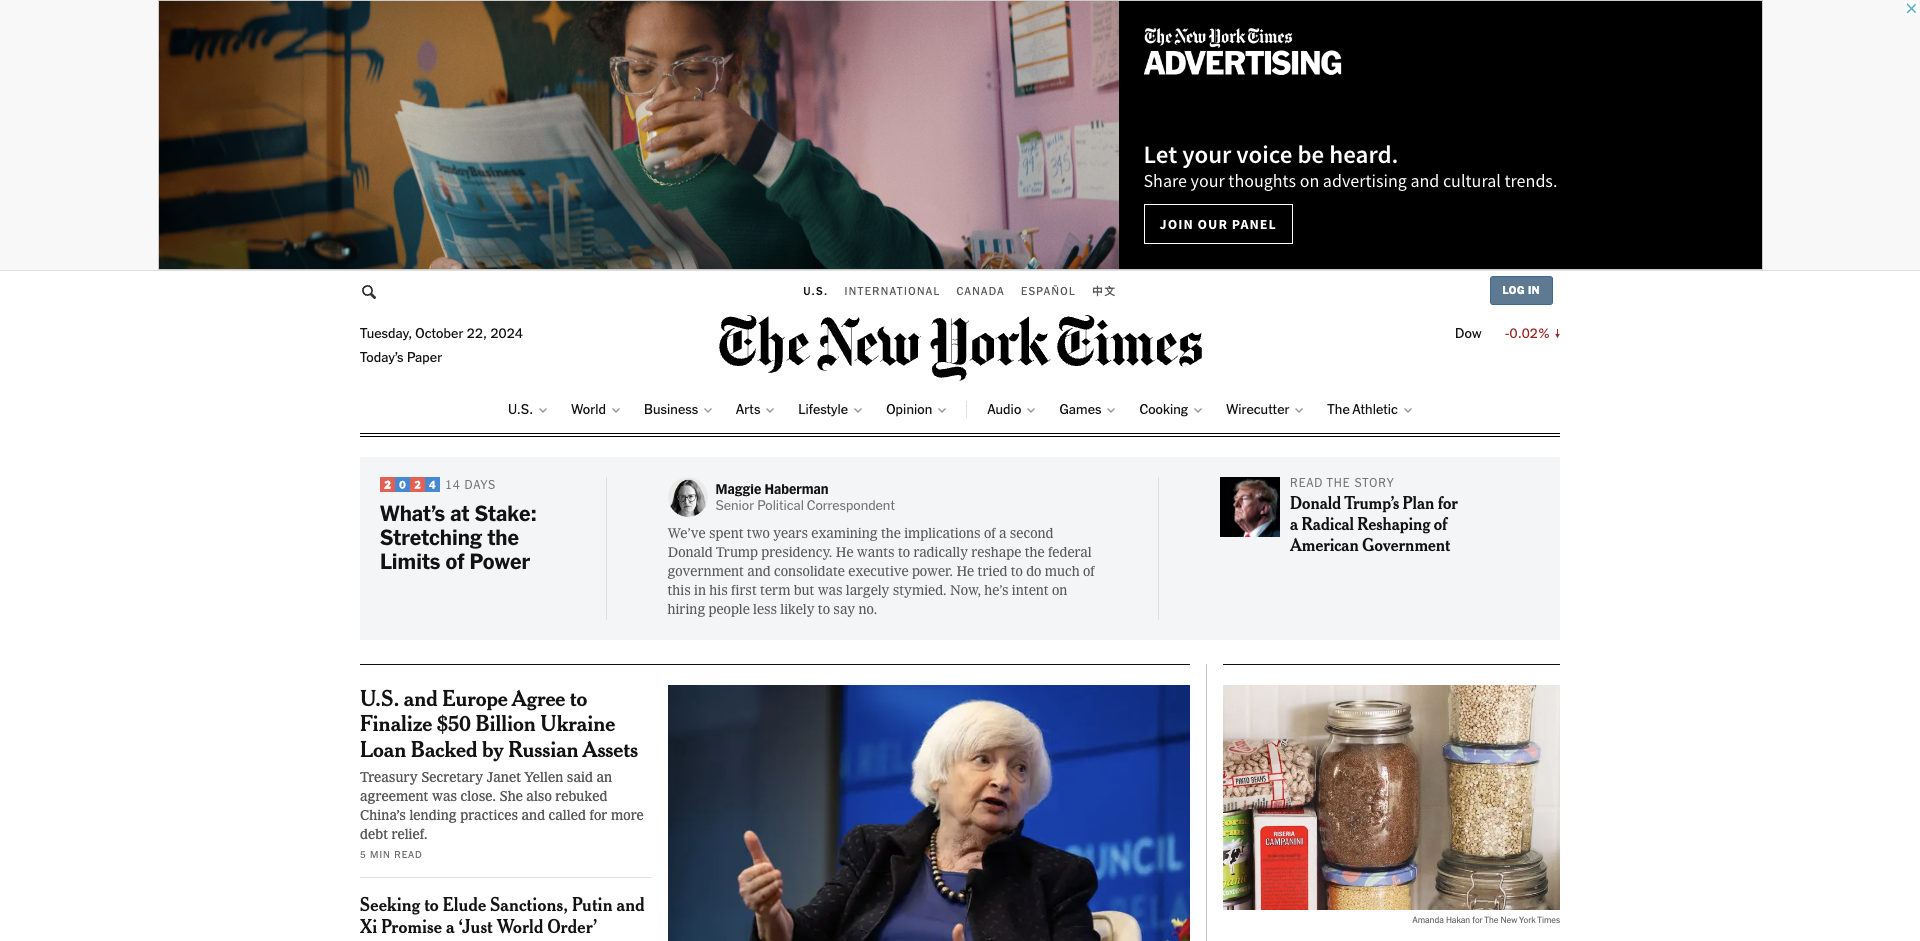 SundayBusiness
The New York Times
ADVERTISING
Let your voice be heard.
Share your thoughts on advertising and cultural trends.
JOIN OUR PANEL
U.S. INTERNATIONAL CANADA ESPAÑOL 中文
LOG IN
Tuesday, October 22, 2024
Today’s Paper
The New York Times
Dow -0.02%
U.S. World Business Arts Lifestyle Opinion Audio Games Cooking Wirecutter The Athletic
2024 14 DAYS
What’s at Stake:
Stretching the
Limits of Power
Maggie Haberman
Senior Political Correspondent
We’ve spent two years examining the implications of a second
Donald Trump presidency. He wants to radically reshape the federal
government and consolidate executive power. He tried to do much of
this in his first term but was largely stymied. Now, he’s intent on
hiring people less likely to say no.
READ THE STORY
Donald Trump’s Plan for
a Radical Reshaping of
American Government
U.S. and Europe Agree to
Finalize $50 Billion Ukraine
Loan Backed by Russian Assets
Treasury Secretary Janet Yellen said an
agreement was close. She also rebuked
China’s lending practices and called for more
debt relief.
5 MIN READ
Seeking to Elude Sanctions, Putin and
Xi Promise a ‘Just World Order’
UNCIL
RELA
PINTO BEANS
RISERIA
CAMPANINI
Amanda Hakan for The New York Times